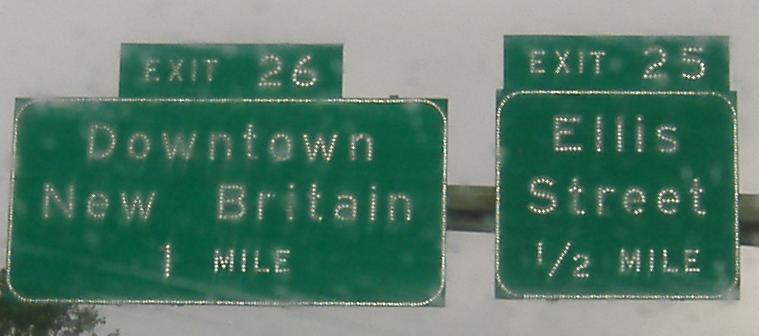 EXIT 26
Downtown
New Britain
1 MILE
EXIT 25
Ellis
Street
1/2 MILE